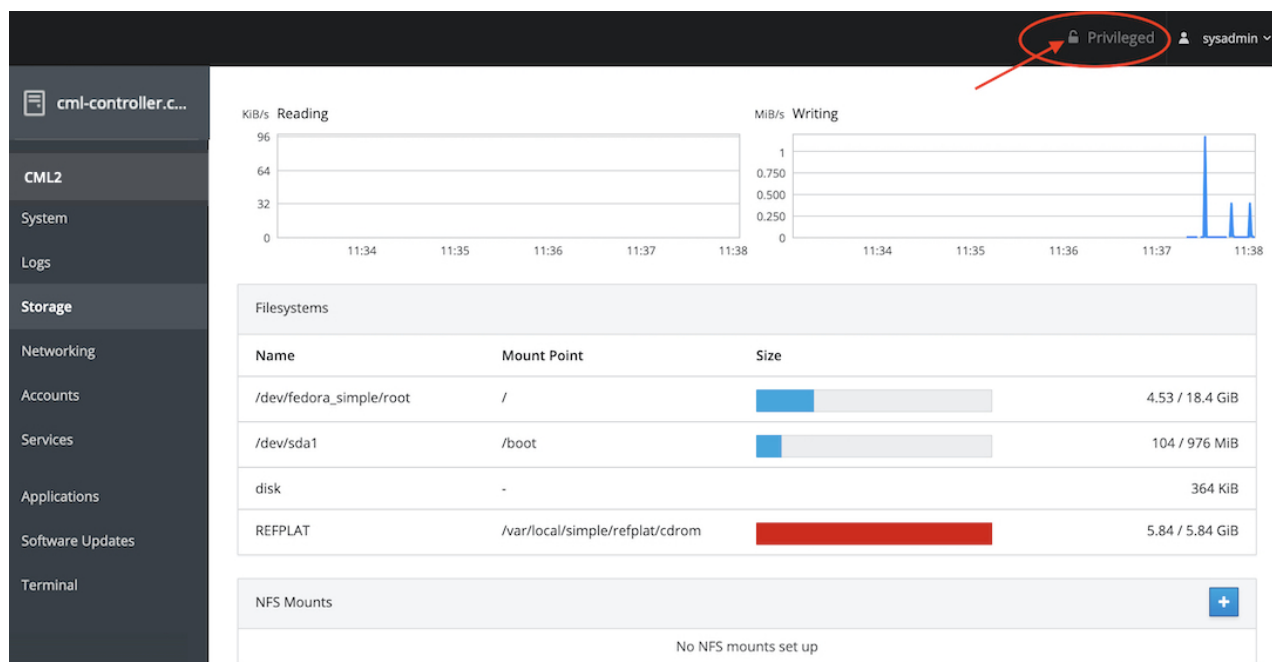 Privileged sysadmin
cml-controller.c...
CML2
System
Logs
Storage
Networking
Accounts
Services
Applications
Software Updates
Terminal
KiB/s Reading
96
64
32
0
11:34 11:35 11:36 11:37 11:38
MiB/s Writing
1
0.750
0.500
0.250
0
11:34 11:35 11:36 11:37 11:38
Filesystems
Name Mount Point Size
/dev/fedora_simple/root / 4.53 / 18.4 GiB
/dev/sda1 /boot 104 / 976 MiB
disk - 364 KiB
REFPLAT /var/local/simple/refplat/cdrom 5.84 / 5.84 GiB
NFS Mounts +
No NFS mounts set up